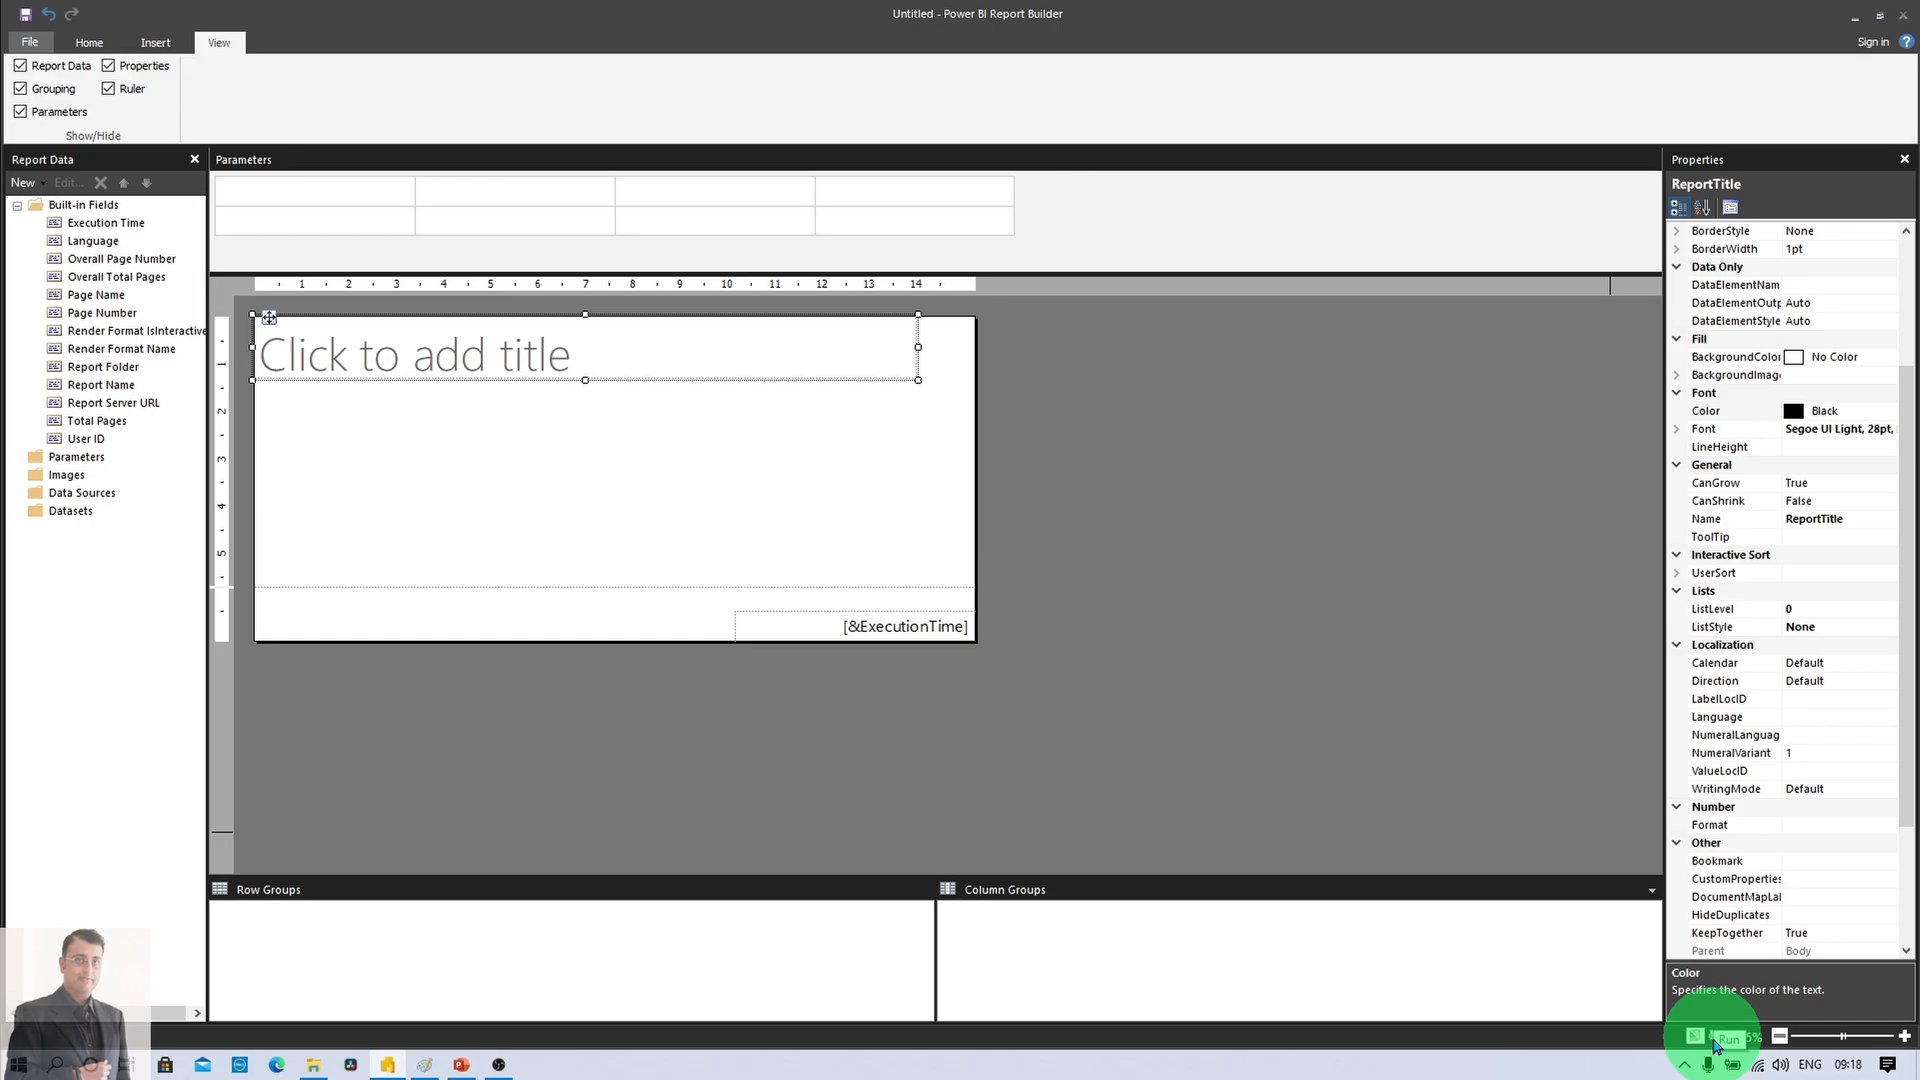 Untitled - Power BI Report Builder
File
Home
Insert
View
Sign in
Report Data
Properties
Grouping
Ruler
Parameters
Show/Hide
Report Data
New
Edit...
Built-in Fields
Execution Time
Language
Overall Page Number
Overall Total Pages
Page Name
Page Number
Render Format IsInteractive
Render Format Name
Report Folder
Report Name
Report Server URL
Total Pages
User ID
Parameters
Images
Data Sources
Datasets
Parameters
1 2 3 4 5 6 7 8 9 10 11 12 13 14
1
2
3
4
5
Click to add title
[&ExecutionTime]
Row Groups
Column Groups
Properties
ReportTitle
BorderStyle None
BorderWidth 1pt
Data Only
DataElementNam
DataElementOutp Auto
DataElementStyle Auto
Fill
BackgroundColor No Color
BackgroundImag
Font
Color Black
Font Segoe UI Light, 28pt,
LineHeight
General
CanGrow True
CanShrink False
Name ReportTitle
ToolTip
Interactive Sort
UserSort
Lists
ListLevel 0
ListStyle None
Localization
Calendar Default
Direction Default
LabelLocID
Language
NumeralLanguag
NumeralVariant 1
ValueLocID
WritingMode Default
Number
Format
Other
Bookmark
CustomProperties
DocumentMapLal
HideDuplicates
KeepTogether True
Parent Body
Color
Specifies the color of the text.
Run
5%
ENG
09:18